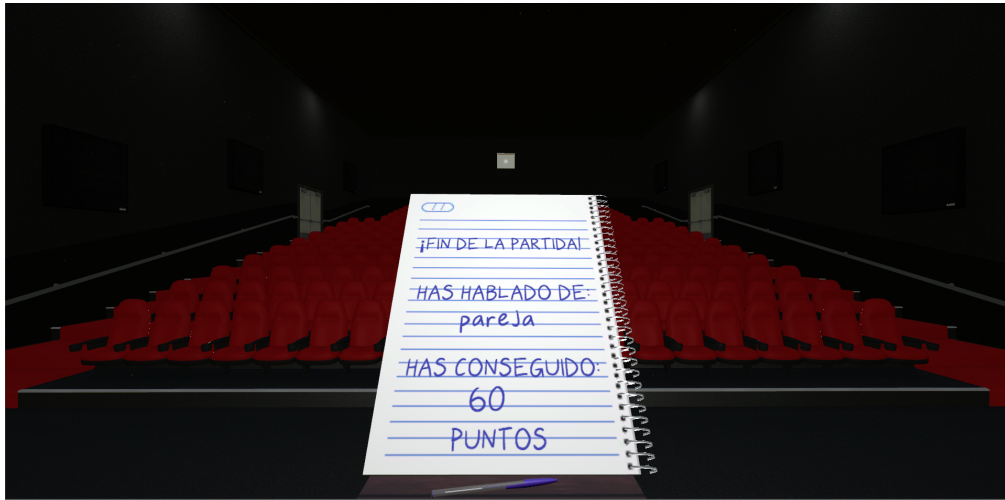 ¡FIN DE LA PARTIDA!
HAS HABLADO DE:
pareja
HAS CONSEGUIDO:
60
PUNTOS